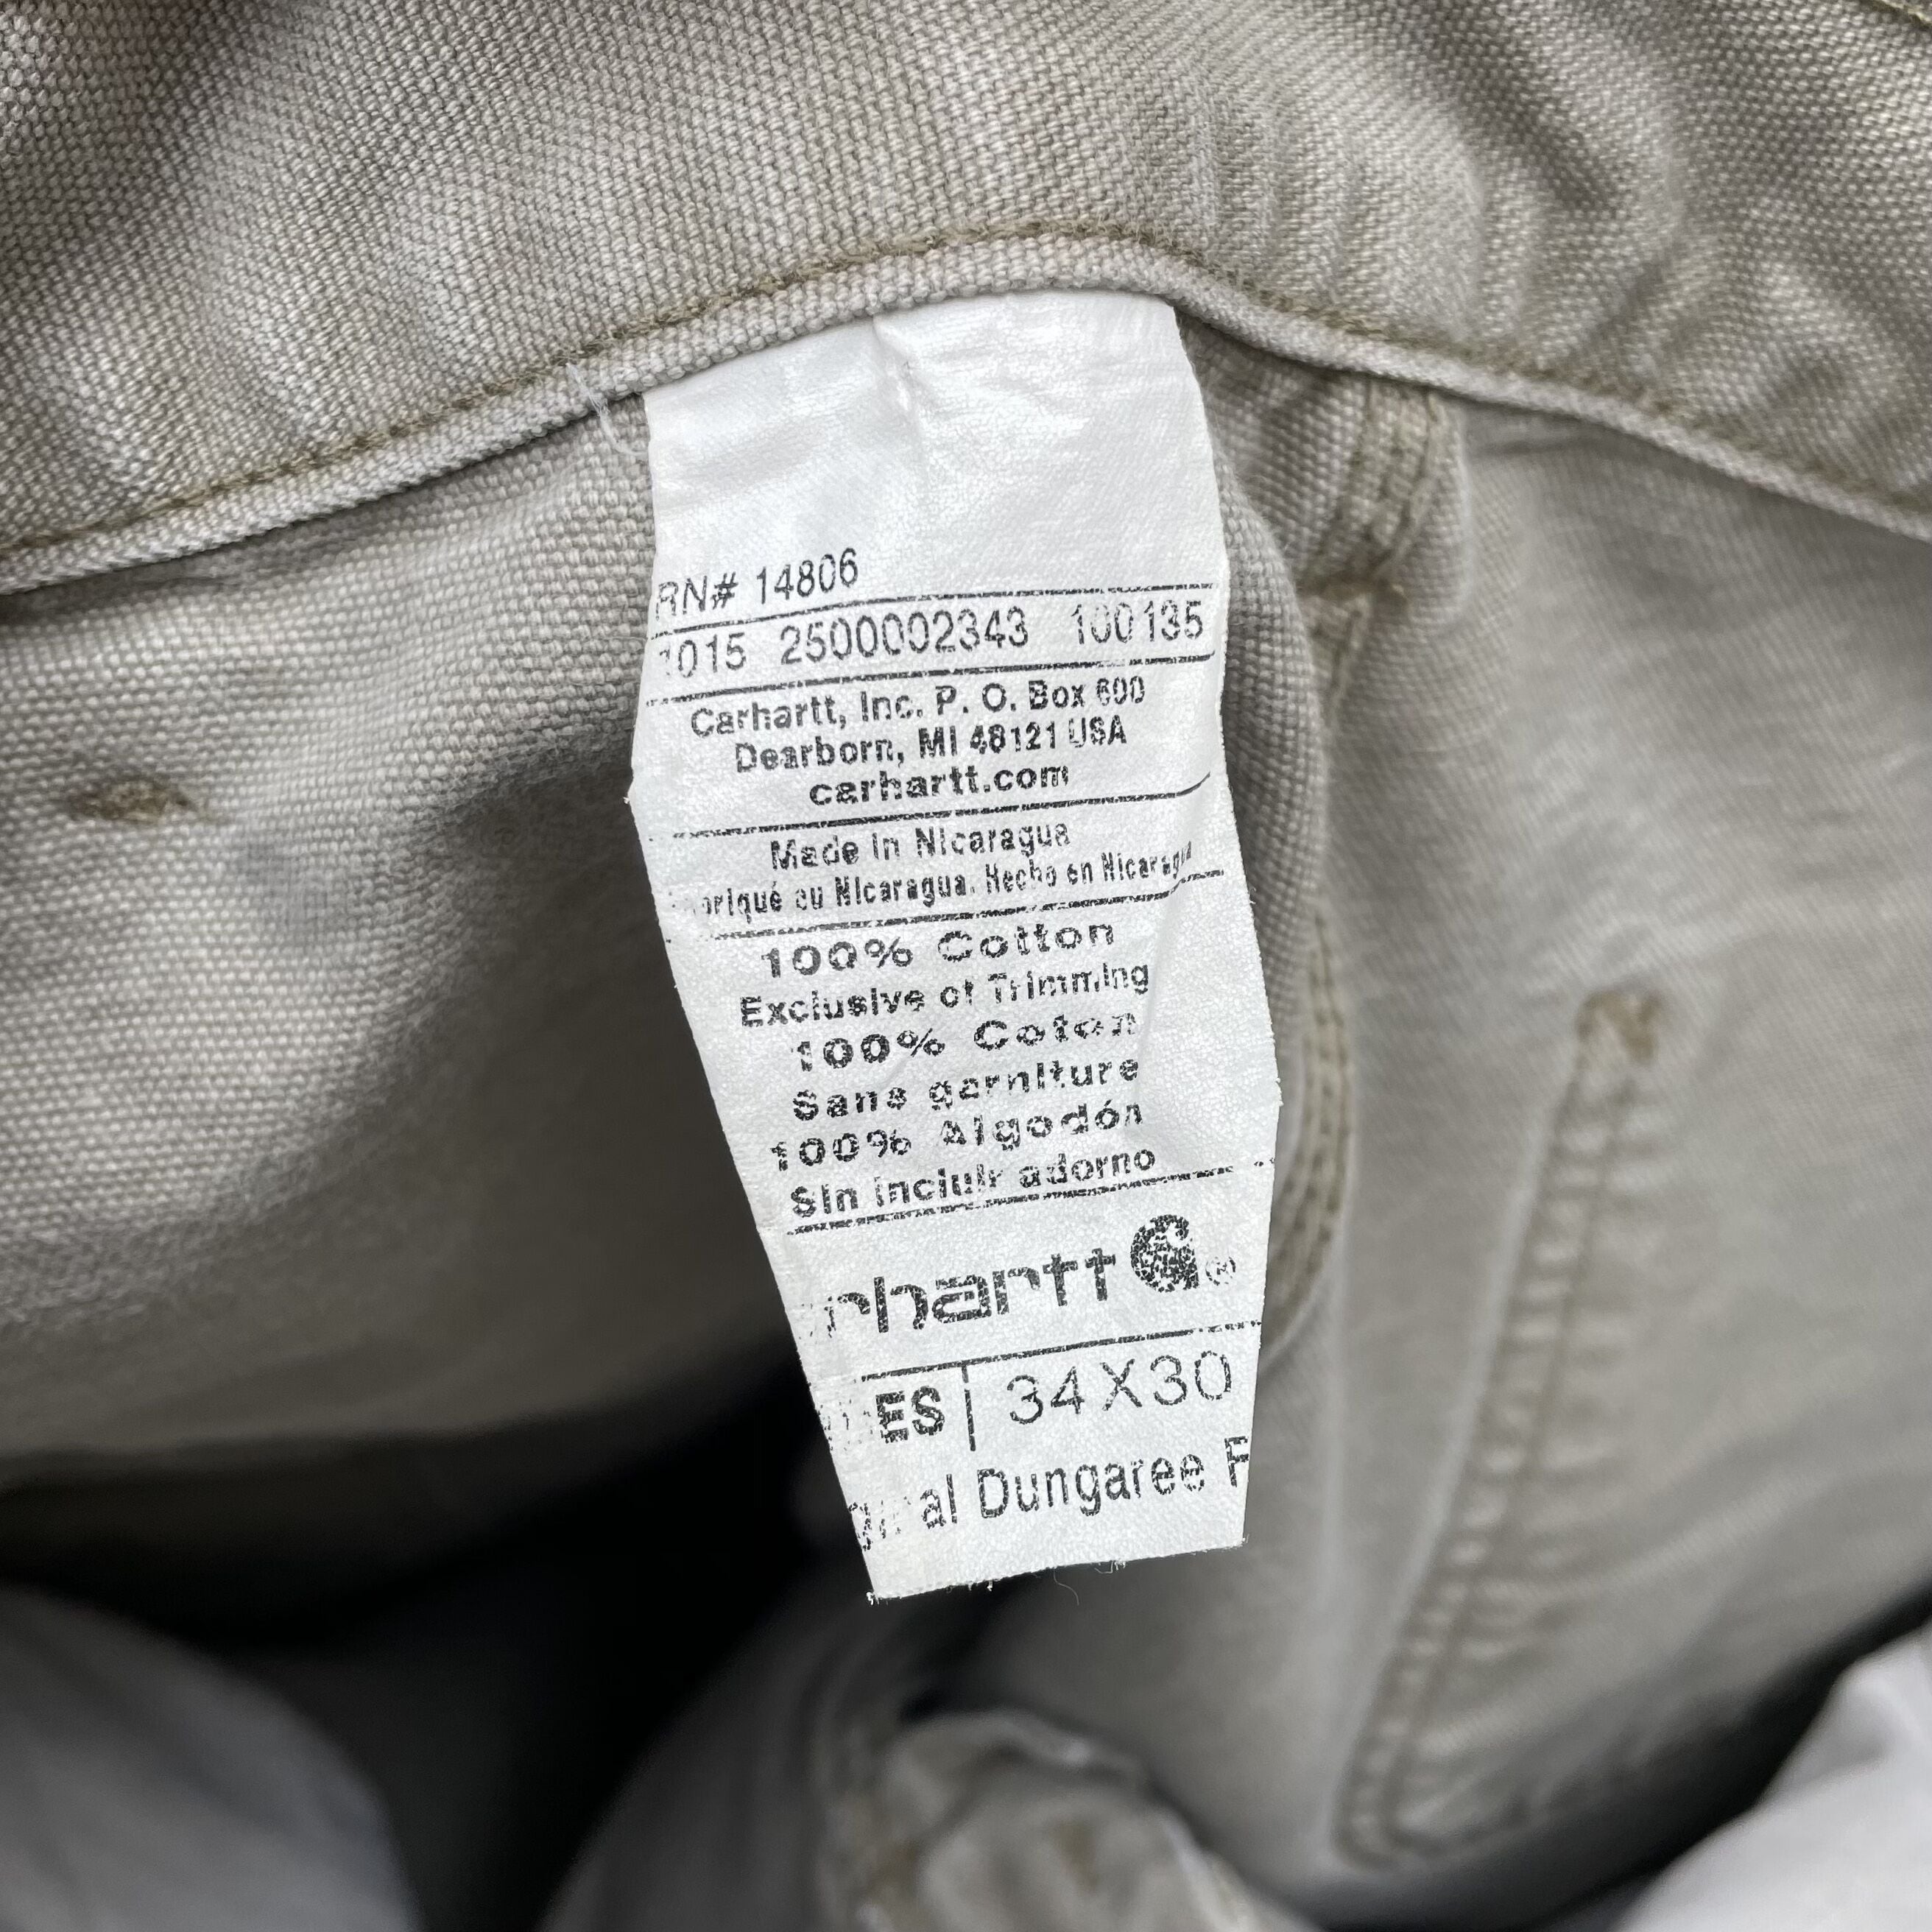 RN# 14806
1015 2500002343 100135
Carhartt, Inc. P. O. Box 600
Dearborn, MI 48121 USA
carhartt.com
Made in Nicaragua
briqué au Nicaragua. Hecho en Nicaragua
100% Cotton
Exclusive of Trimming
100% Coton
Sans garniture
100% Algodón
Sin incluir adorno
rhartt ®
ES 34X30
Dungaree F